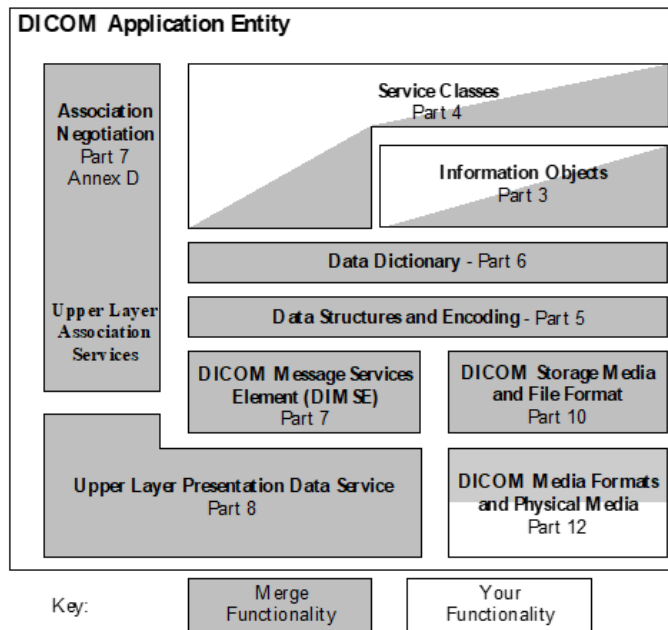 DICOM Application Entity
Association
Negotiation
Part 7
Annex D
Upper Layer
Association
Services
Service Classes
Part 4
Information Objects
Part 3
Data Dictionary - Part 6
Data Structures and Encoding - Part 5
DICOM Message Services
Element (DIMSE)
Part 7
DICOM Storage Media
and File Format
Part 10
Upper Layer Presentation Data Service
Part 8
DICOM Media Formats
and Physical Media
Part 12
Key:
Merge
Functionality
Your
Functionality